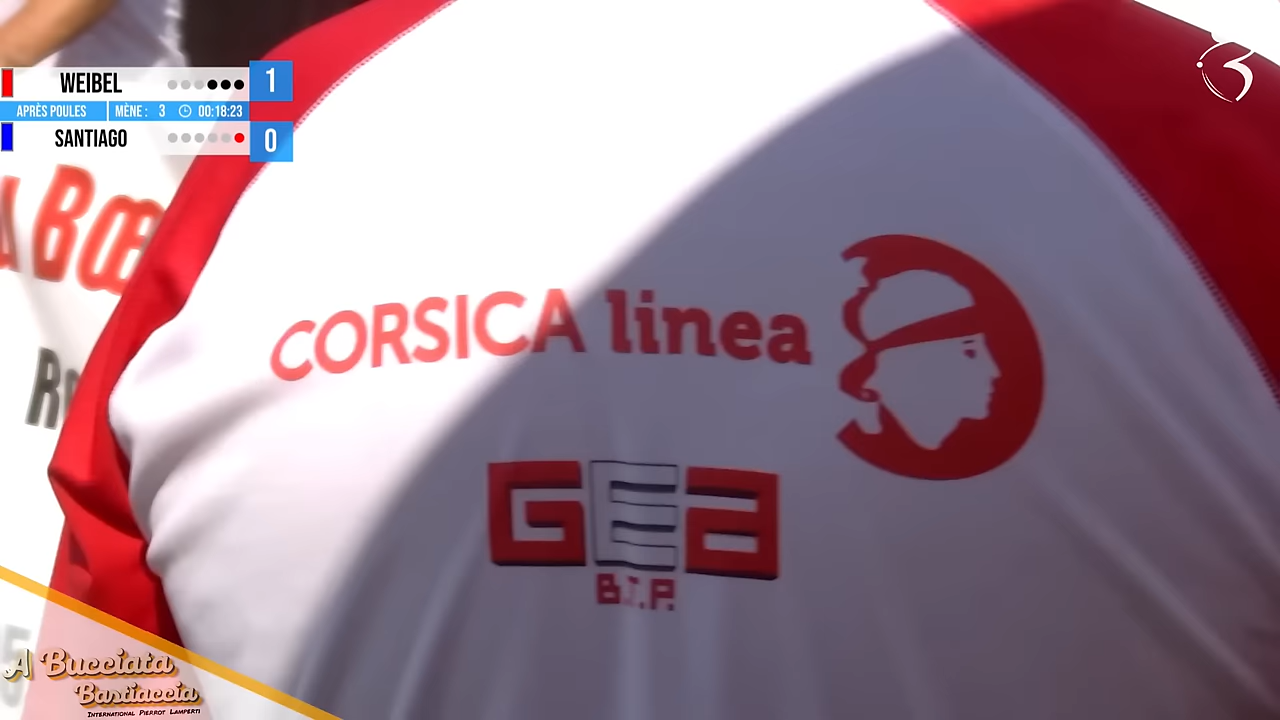 WEIBEL 1
APRÈS POULES MÈNE : 3 00:18:23
SANTIAGO 0
CORSICA linea
GEA
B.T.P.
A Bucciata
Bastiaccia
INTERNATIONAL PIERROT LAMPERTI